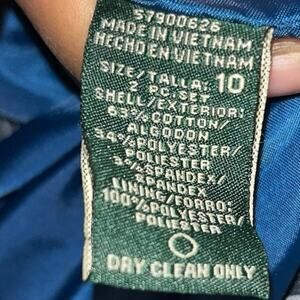 57900626
MADE IN VIETNAM
HECHO EN VIETNAM
SIZE/TALLA: 10
2 PC. SET
SHELL/EXTERIOR:
63%COTTON/
ALGODON
34%POLYESTER/
POLIESTER
3%SPANDEX/
SPANDEX
LINING/FORRO:
100%POLYESTER/
POLIESTER
DRY CLEAN ONLY